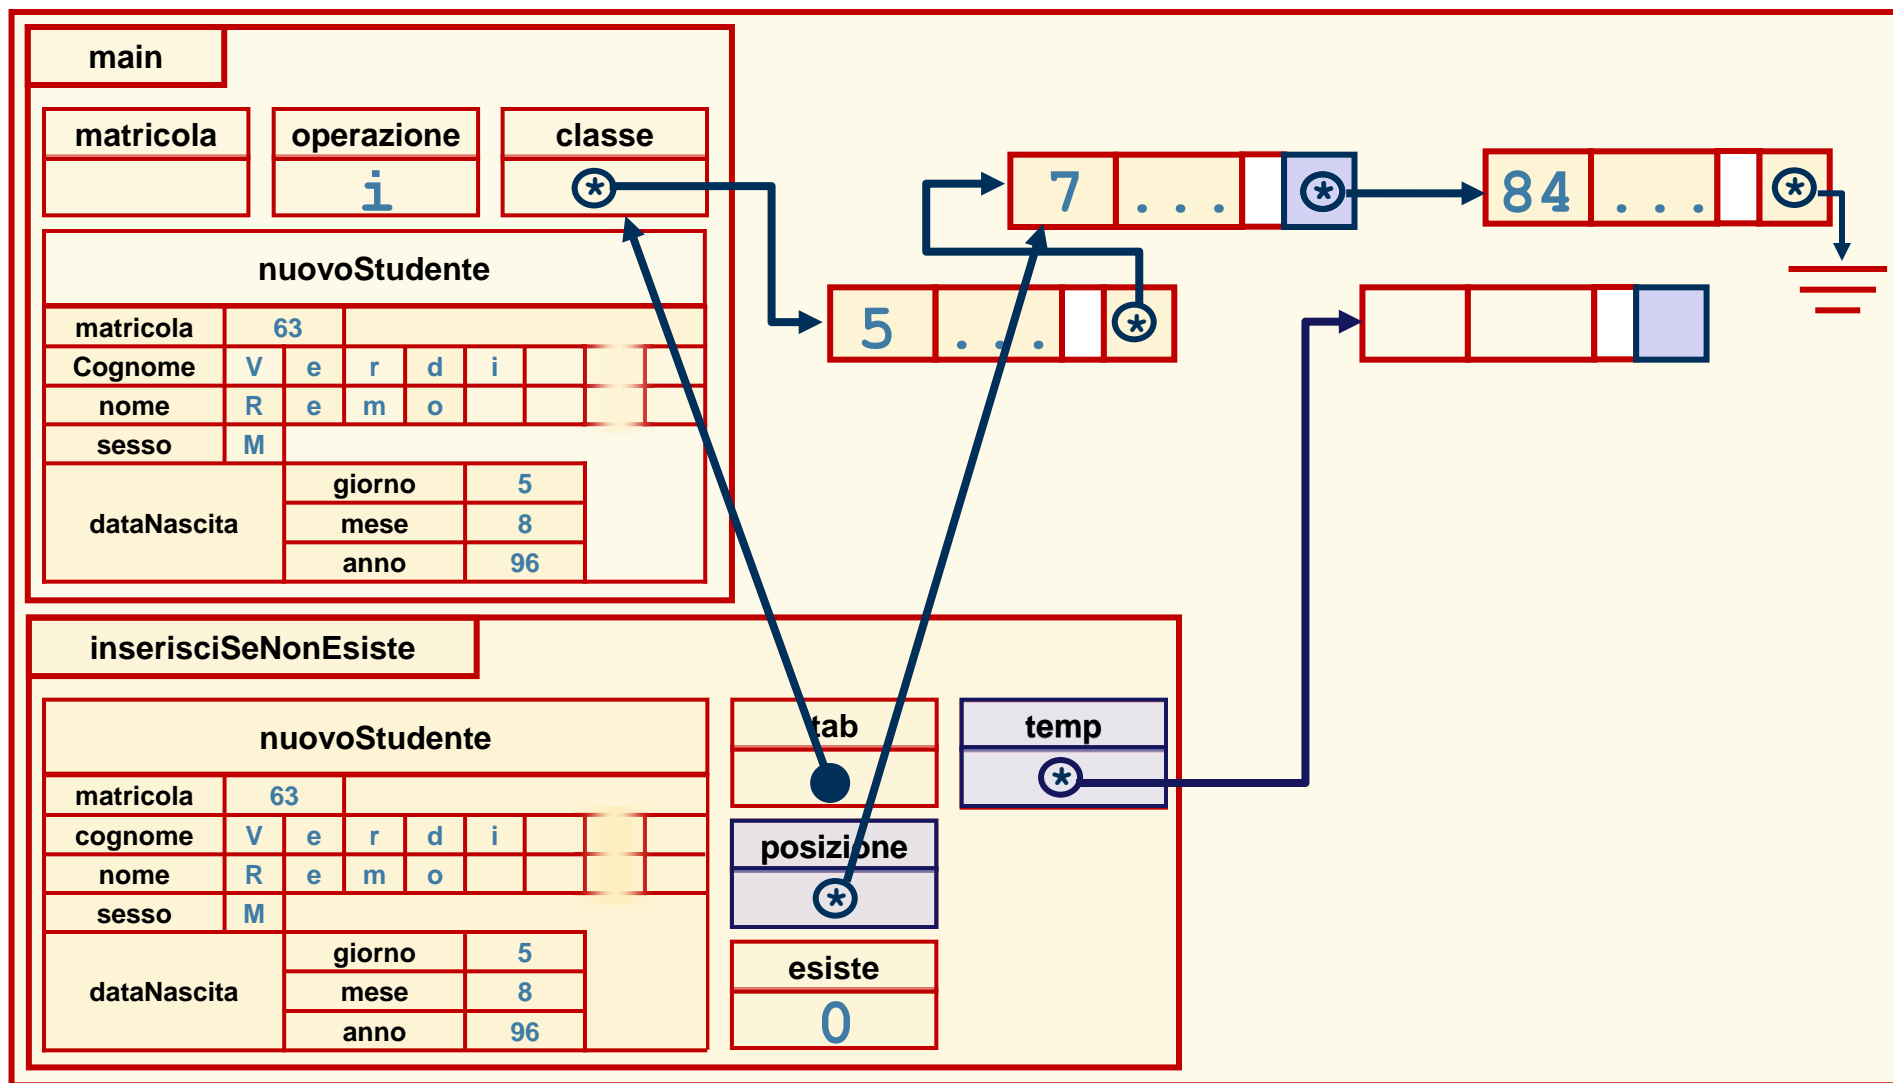 main
matricola operazione classe
i *
7 ... * 84 ... *
nuovoStudente
5 ... *
matricola 63
Cognome V e r d i
nome R e m o
sesso M
dataNascita giorno 5
mese 8
anno 96
inserisciSeNonEsiste
nuovoStudente
tab temp
*
matricola 63
cognome V e r d i
posizione
*
nome R e m o
sesso M
dataNascita giorno 5
mese 8
anno 96
esiste
0